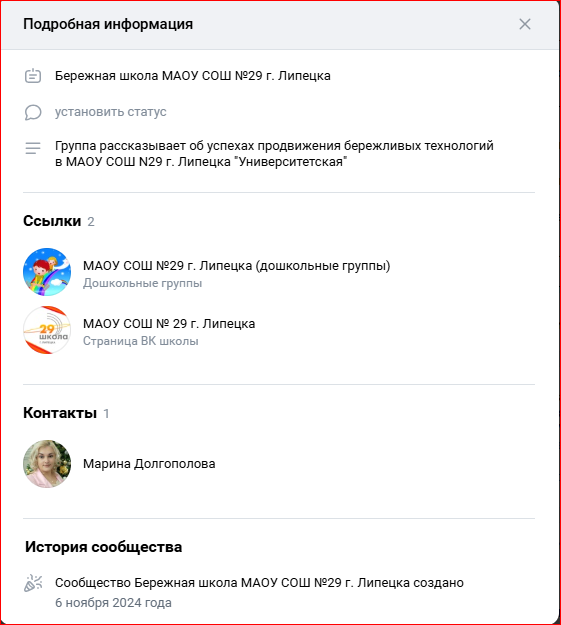 Подробная информация
Бережная школа МАОУ СОШ №29 г. Липецка
установить статус
Группа рассказывает об успехах продвижения бережливых технологий
в МАОУ СОШ N29 г. Липецка "Университетская"
Ссылки 2
МАОУ СОШ №29 г. Липецка (дошкольные группы)
Дошкольные группы
29
школа
МАОУ СОШ № 29 г. Липецка
Страница ВК школы
Контакты 1
Марина Долгополова
История сообщества
Сообщество Бережная школа МАОУ СОШ №29 г. Липецка создано
6 ноября 2024 года